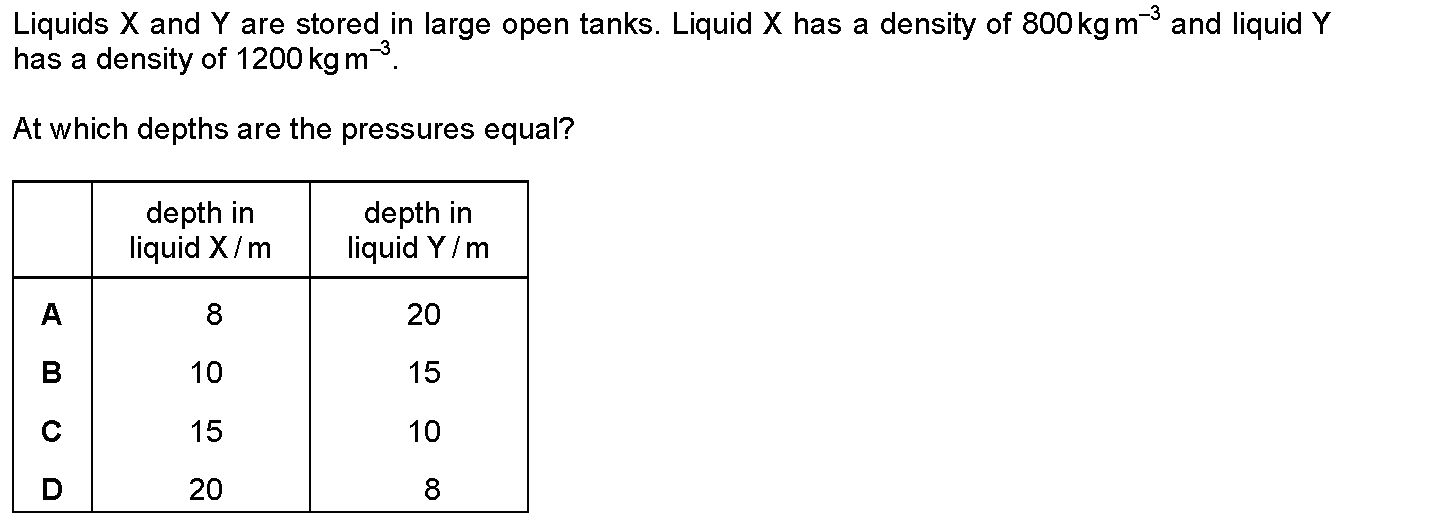 Liquids X and Y are stored in large open tanks. Liquid X has a density of 800 kg m⁻³ and liquid Y
has a density of 1200 kg m⁻³.
At which depths are the pressures equal?
depth in liquid X / m depth in liquid Y / m
A 8 20
B 10 15
C 15 10
D 20 8